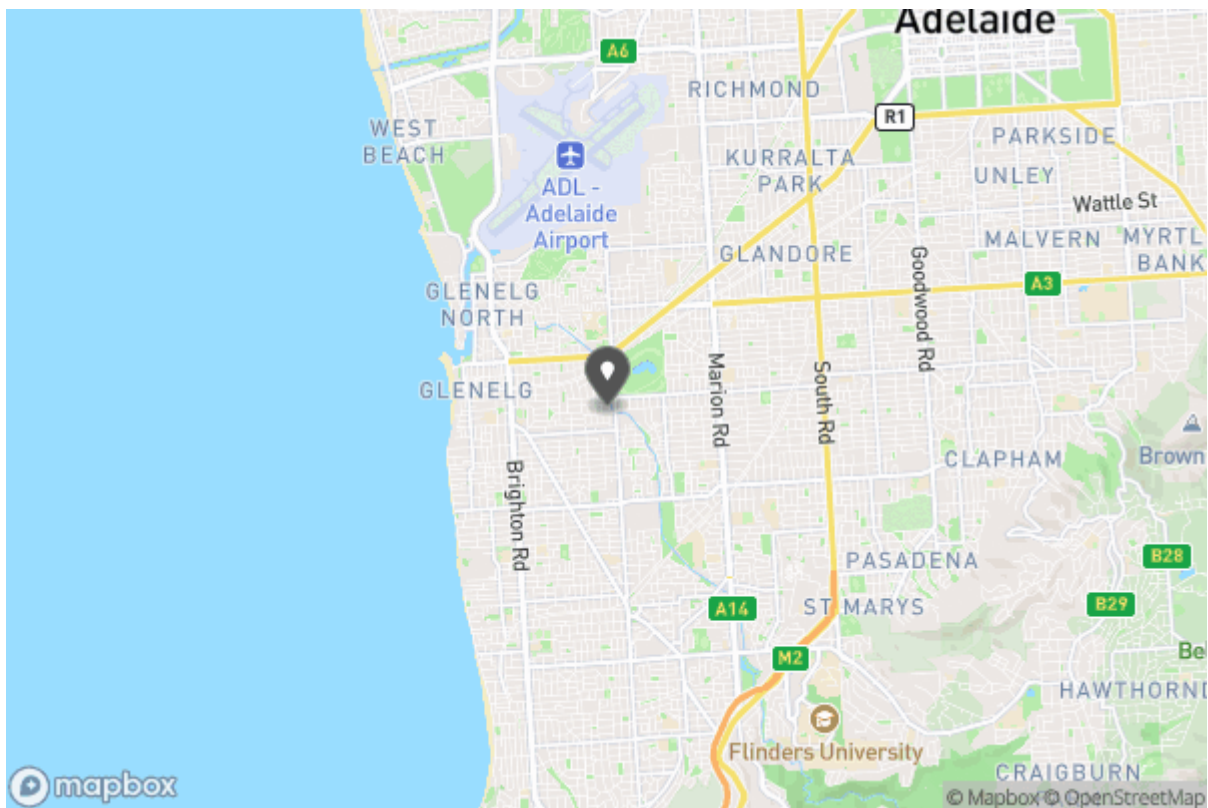 Adelaide
A6
RICHMOND
R1
WEST
BEACH
PARKSIDE
KURRALTA
PARK
UNLEY
ADL -
Adelaide
Airport
Wattle St
GLANDORE
MALVERN
MYRTL
BANK
Goodwood Rd
A3
GLENELG
NORTH
GLENELG
Marion Rd
South Rd
Brighton Rd
CLAPHAM
Brown
PASADENA
B28
A14
ST MARYS
B29
M2
Bel
HAWTHORND
Flinders University
CRAIGBURN
mapbox
© Mapbox © OpenStreetMap